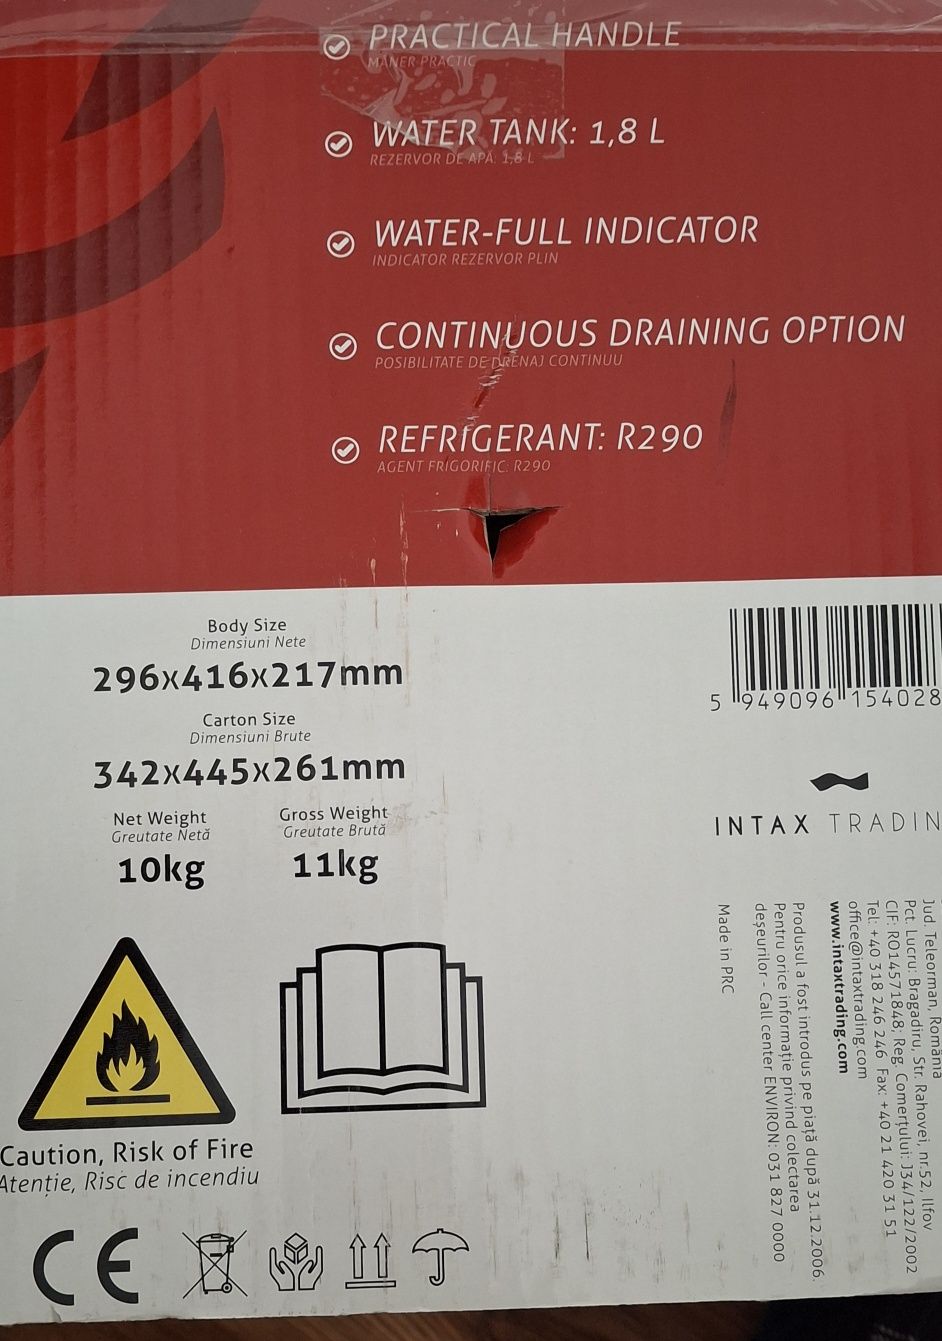 PRACTICAL HANDLE
MÂNER PRACTIC
WATER TANK: 1,8 L
REZERVOR DE APĂ: 1,8 L
WATER-FULL INDICATOR
INDICATOR REZERVOR PLIN
CONTINUOUS DRAINING OPTION
POSIBILITATE DE DRENAJ CONTINUU
REFRIGERANT: R290
AGENT FRIGORIFIC: R290
Body Size
Dimensiuni Nete
296x416x217mm
Carton Size
Dimensiuni Brute
342x445x261mm
Net Weight
Greutate Netă
10kg
Gross Weight
Greutate Brută
11kg
Caution, Risk of Fire
Atenție, Risc de incendiu
CE
5 949096 154028
INTAX TRADIN
Jud. Teleorman, România
Pct. Lucru: Bragadiru, Str. Rahovei, nr.52, Ilfov
CIF: RO14571848; Reg. Comerțului: J34/122/2002
Tel: +40 318 246 246 Fax: +40 21 420 31 51
office@intaxtrading.com
www.intaxtrading.com
Produsul a fost introdus pe piață după 31.12.2006.
Pentru orice informație privind colectarea
deșeurilor - Call center ENVIRON: 031 827 0000
Made in PRC